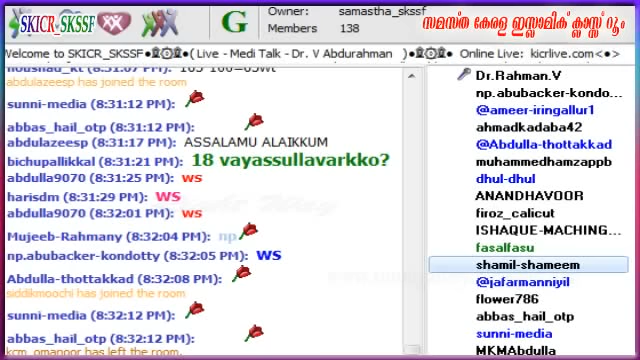 SKICR_SKSSF
G
Owner: samastha_skssf
Members 138
സമസ്ത കേരള ഇസ്ലാമിക് ക്ലാസ്സ് റൂം
Welcome to SKICR_SKSSF
( Live - Medi Talk - Dr. V Abdurahman )
Online Live: kicrlive.com <
noushad_kt (8:31:07 PM):
abdulazeesp has joined the room
sunni-media (8:31:12 PM):
abbas_hail_otp (8:31:12 PM):
abdulazeesp (8:31:17 PM): ASSALAMU ALAIKKUM
bichupallikkal (8:31:21 PM): 18 vayassullavarkko?
abdulla9070 (8:31:25 PM): ws
harisdm (8:31:29 PM): ws
abdulla9070 (8:32:01 PM): ws
Mujeeb-Rahmany (8:32:04 PM): np
np.abubacker-kondotty (8:32:05 PM): ws
Abdulla-thottakkad (8:32:08 PM):
siddikmoochi has joined the room
sunni-media (8:32:12 PM):
abbas_hail_otp (8:32:12 PM):
kcm_omanoor has left the room.
Dr.Rahman.V
np.abubacker-kondo...
@ameer-iringallur1
ahmadkadaba42
@Abdulla-thottakkad
muhammedhamzappb
dhul-dhul
ANANDHAVOOR
firoz_calicut
ISHAQUE-MACHING...
fasalfasu
shamil-shameem
@jafarmanniyil
flower786
abbas_hail_otp
sunni-media
MKMAbdulla